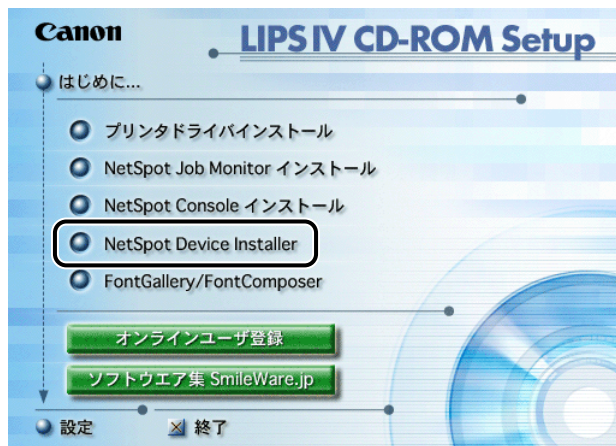 Canon
LIPS IV CD-ROM Setup
はじめに...
プリンタドライバインストール
NetSpot Job Monitor インストール
NetSpot Console インストール
NetSpot Device Installer
FontGallery/FontComposer
オンラインユーザ登録
ソフトウエア集 SmileWare.jp
設定
終了